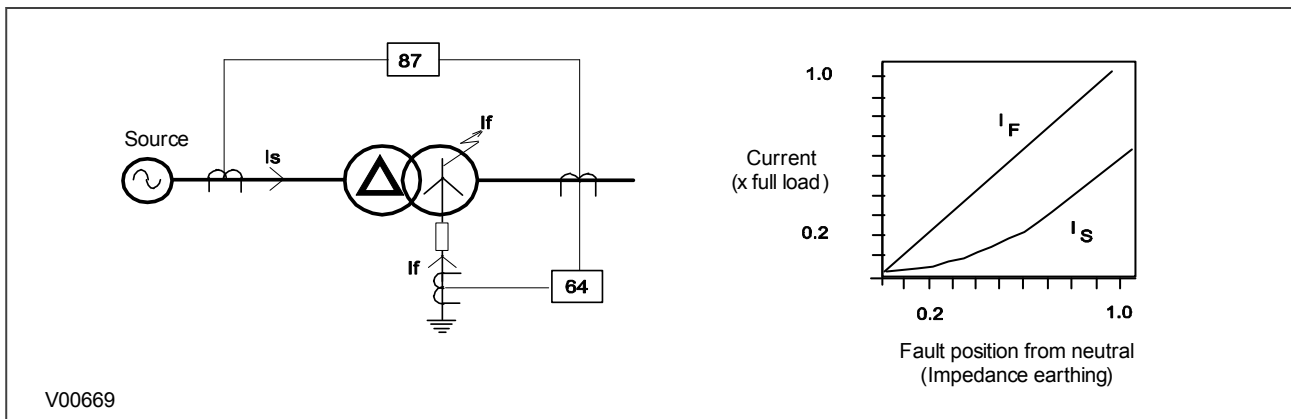 87
Source
Is
If
If
64
V00669
1.0
Current
(x full load)
0.2
I F
I S
0.2
1.0
Fault position from neutral
(Impedance earthing)